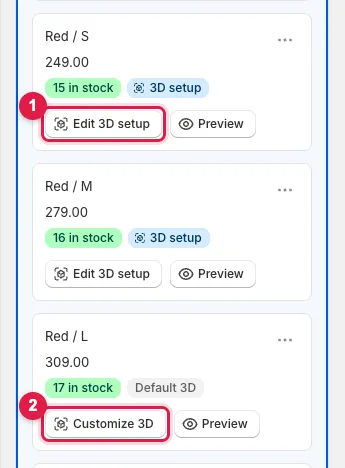 Red / S
...
249.00
15 in stock 3D setup
1
Edit 3D setup Preview
Red / M
...
279.00
16 in stock 3D setup
Edit 3D setup Preview
Red / L
...
309.00
17 in stock Default 3D
2
Customize 3D Preview